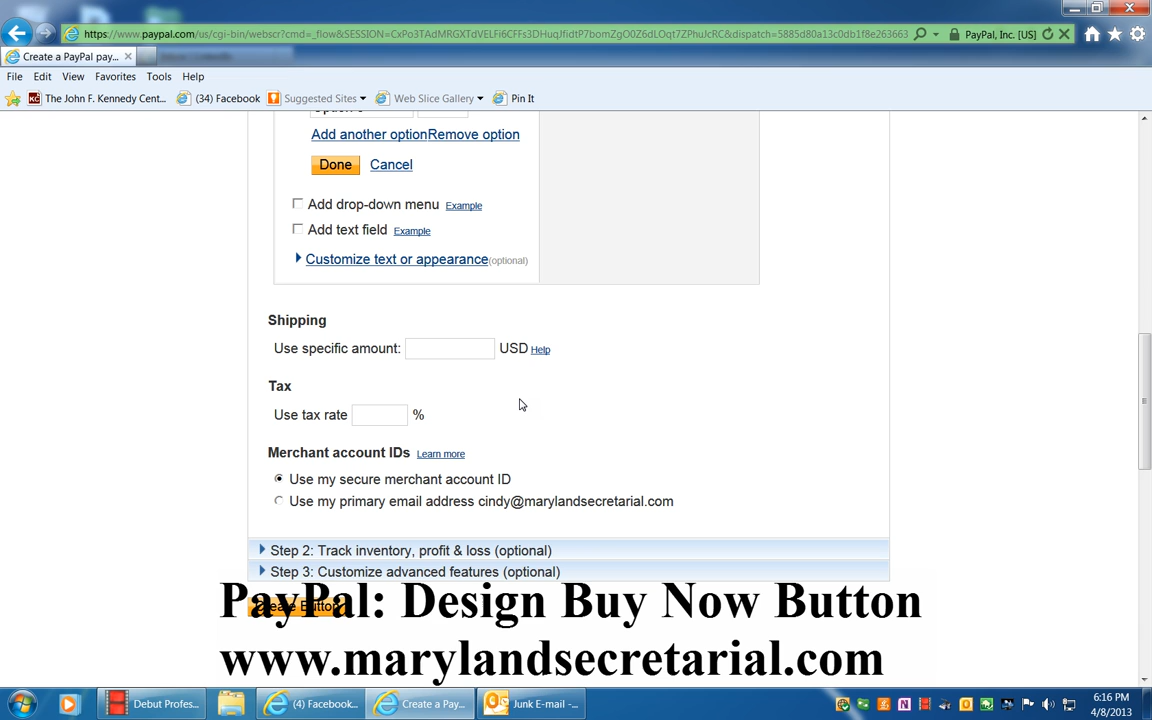 https://www.paypal.com/us/cgi-bin/webscr?cmd=_flow&SESSION=CxPo3TAdMRGXTdVELFi6CFFs3DHuqJfidtP7bomZgO0Z6dLOqt7ZPhuJcRC&dispatch=5885d80a13c0db1f8e263663
PayPal, Inc. [US]
Create a PayPal pay...
File Edit View Favorites Tools Help
The John F. Kennedy Cent...
(34) Facebook
Suggested Sites
Web Slice Gallery
Pin It
Add another option Remove option
Done Cancel
Add drop-down menu Example
Add text field Example
Customize text or appearance (optional)
Shipping
Use specific amount: USD Help
Tax
Use tax rate %
Merchant account IDs Learn more
Use my secure merchant account ID
Use my primary email address cindy@marylandsecretarial.com
Step 2: Track inventory, profit & loss (optional)
Step 3: Customize advanced features (optional)
Create Button
PayPal: Design Buy Now Button
www.marylandsecretarial.com
Debut Profes...
(4) Facebook...
Create a Pay...
Junk E-mail -...
6:16 PM
4/8/2013